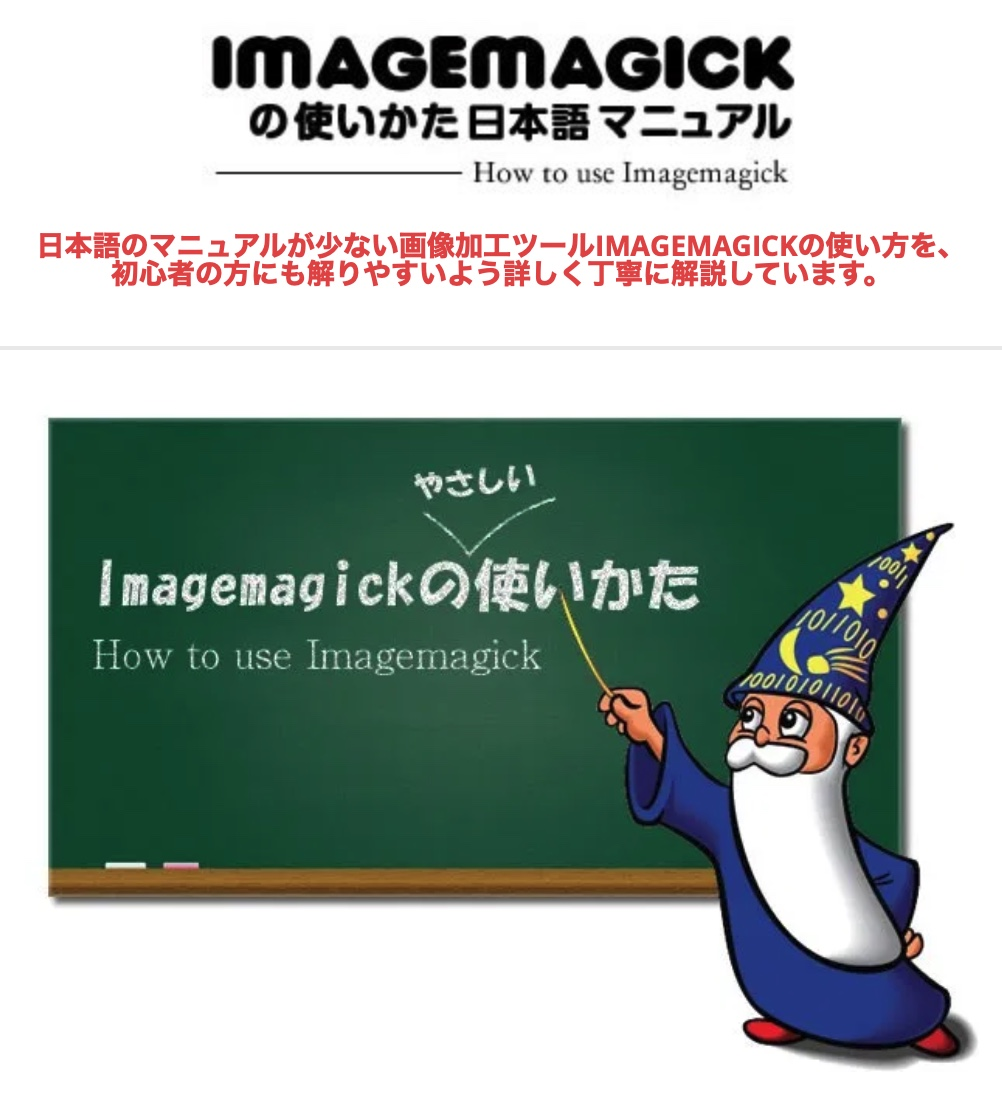 IMAGEMAGICK
の使いかた日本語マニュアル
How to use Imagemagick
日本語のマニュアルが少ない画像加工ツールIMAGEMAGICKの使い方を、
初心者の方にも解りやすいよう詳しく丁寧に解説しています。
やさしい
Imagemagickの使いかた
How to use Imagemagick
10011
1011010
100101011010